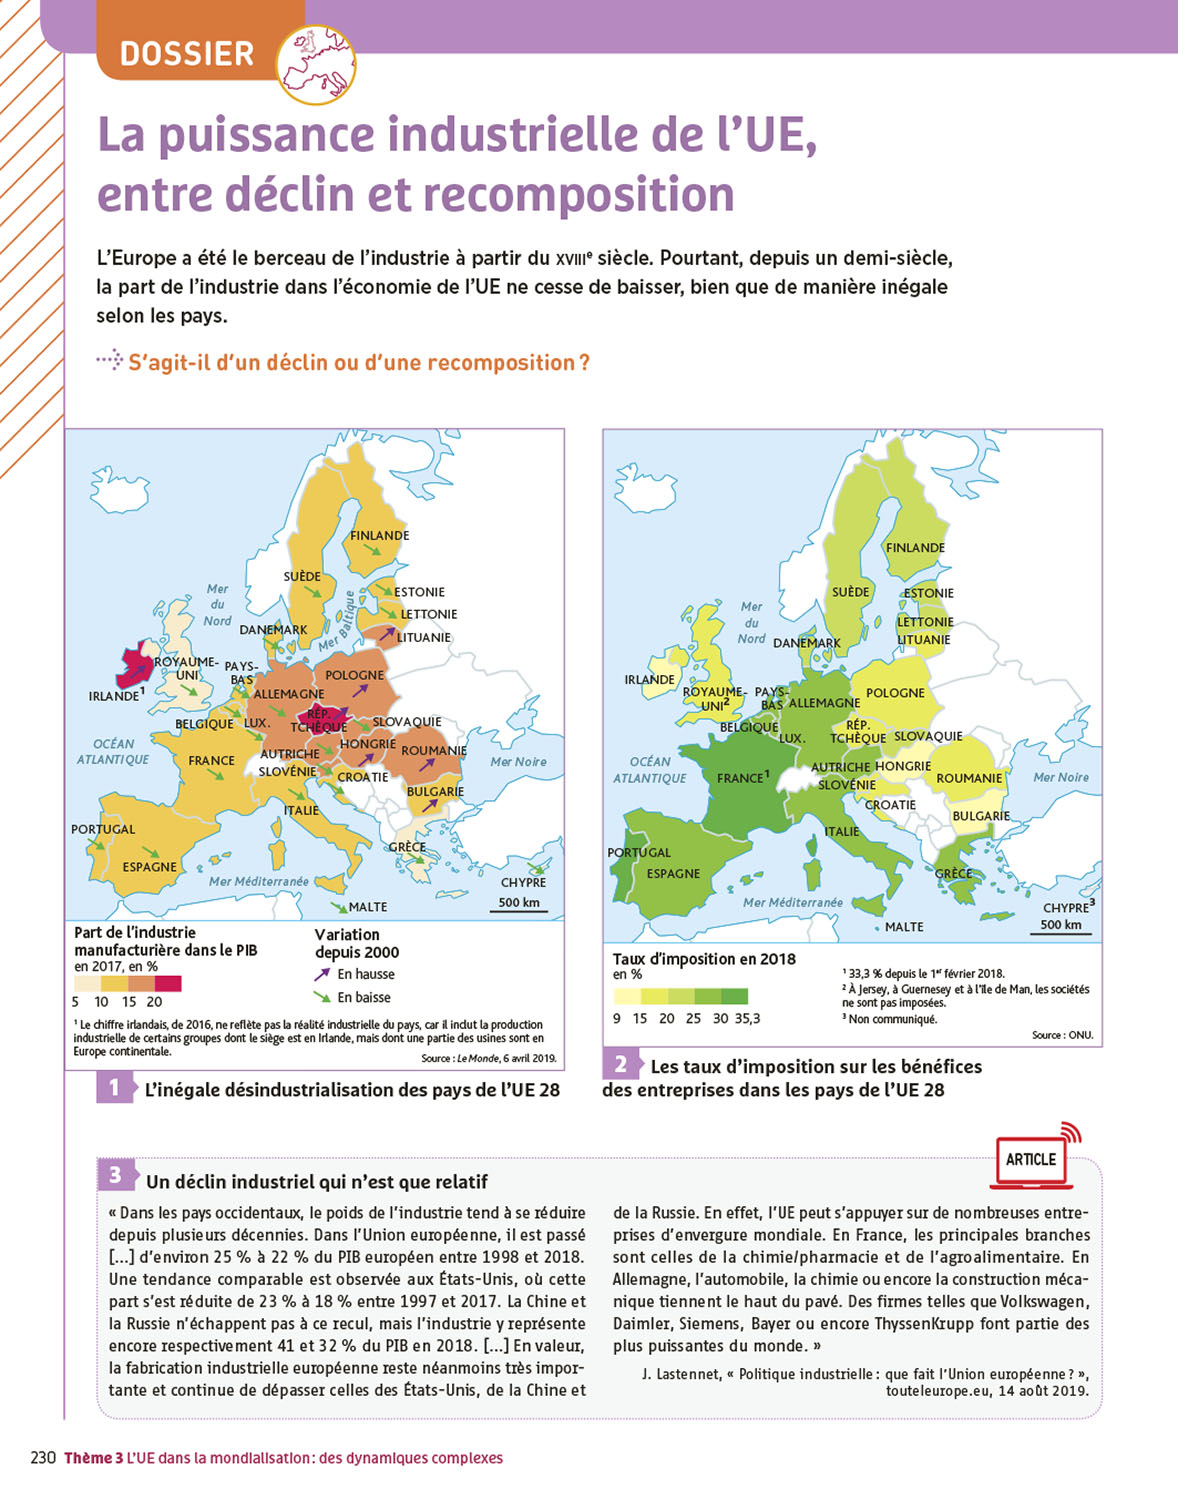 DOSSIER
La puissance industrielle de l'UE,
entre déclin et recomposition
L'Europe a été le berceau de l'industrie à partir du XVIIIe siècle. Pourtant, depuis un demi-siècle,
la part de l'industrie dans l'économie de l'UE ne cesse de baisser, bien que de manière inégale
selon les pays.
S'agit-il d'un déclin ou d'une recomposition ?
FINLANDE
SUÈDE
Mer
du
Nord
ESTONIE
LETTONIE
Mer Baltique
DANEMARK
LITUANIE
ROYAUME-
UNI
PAYS-
BAS
POLOGNE
IRLANDE1
ALLEMAGNE
RÉP.
TCHÈQUE
BELGIQUE
LUX.
SLOVAQUIE
OCÉAN
ATLANTIQUE
FRANCE
AUTRICHE
HONGRIE
ROUMANIE
SLOVÉNIE
CROATIE
Mer Noire
BULGARIE
ITALIE
PORTUGAL
ESPAGNE
GRÈCE
Mer Méditerranée
CHYPRE
MALTE
500 km
Part de l'industrie
manufacturière dans le PIB
en 2017, en %
5 10 15 20
Variation
depuis 2000
En hausse
En baisse
1 Le chiffre irlandais, de 2016, ne reflète pas la réalité industrielle du pays, car il inclut la production
industrielle de certains groupes dont le siège est en Irlande, mais dont une partie des usines sont en
Europe continentale.
Source : Le Monde, 6 avril 2019.
1 L'inégale désindustrialisation des pays de l'UE 28
FINLANDE
SUÈDE
ESTONIE
Mer
du
Nord
LETTONIE
DANEMARK
LITUANIE
IRLANDE
ROYAUME-
UNI2
PAYS-
BAS
ALLEMAGNE
POLOGNE
BELGIQUE
LUX.
RÉP.
TCHÈQUE
SLOVAQUIE
OCÉAN
ATLANTIQUE
FRANCE1
AUTRICHE
HONGRIE
SLOVÉNIE
ROUMANIE
Mer Noire
CROATIE
BULGARIE
ITALIE
PORTUGAL
ESPAGNE
GRÈCE
Mer Méditerranée
CHYPRE3
MALTE
500 km
Taux d'imposition en 2018
en %
9 15 20 25 30 35,3
1 33,3 % depuis le 1er février 2018.
2 À Jersey, à Guernesey et à l'île de Man, les sociétés
ne sont pas imposées.
3 Non communiqué.
Source : ONU.
2 Les taux d'imposition sur les bénéfices
des entreprises dans les pays de l'UE 28
ARTICLE
3 Un déclin industriel qui n'est que relatif
« Dans les pays occidentaux, le poids de l'industrie tend à se réduire
depuis plusieurs décennies. Dans l'Union européenne, il est passé
[...] d'environ 25 % à 22 % du PIB européen entre 1998 et 2018.
Une tendance comparable est observée aux États-Unis, où cette
part s'est réduite de 23 % à 18 % entre 1997 et 2017. La Chine et
la Russie n'échappent pas à ce recul, mais l'industrie y représente
encore respectivement 41 et 32 % du PIB en 2018. [...] En valeur,
la fabrication industrielle européenne reste néanmoins très impor-
tante et continue de dépasser celles des États-Unis, de la Chine et
de la Russie. En effet, l'UE peut s'appuyer sur de nombreuses entre-
prises d'envergure mondiale. En France, les principales branches
sont celles de la chimie/pharmacie et de l'agroalimentaire. En
Allemagne, l'automobile, la chimie ou encore la construction méca-
nique tiennent le haut du pavé. Des firmes telles que Volkswagen,
Daimler, Siemens, Bayer ou encore ThyssenKrupp font partie des
plus puissantes du monde. »
J. Lastennet, « Politique industrielle : que fait l'Union européenne ? »,
touteleurope.eu, 14 août 2019.
230 Thème 3 L'UE dans la mondialisation : des dynamiques complexes